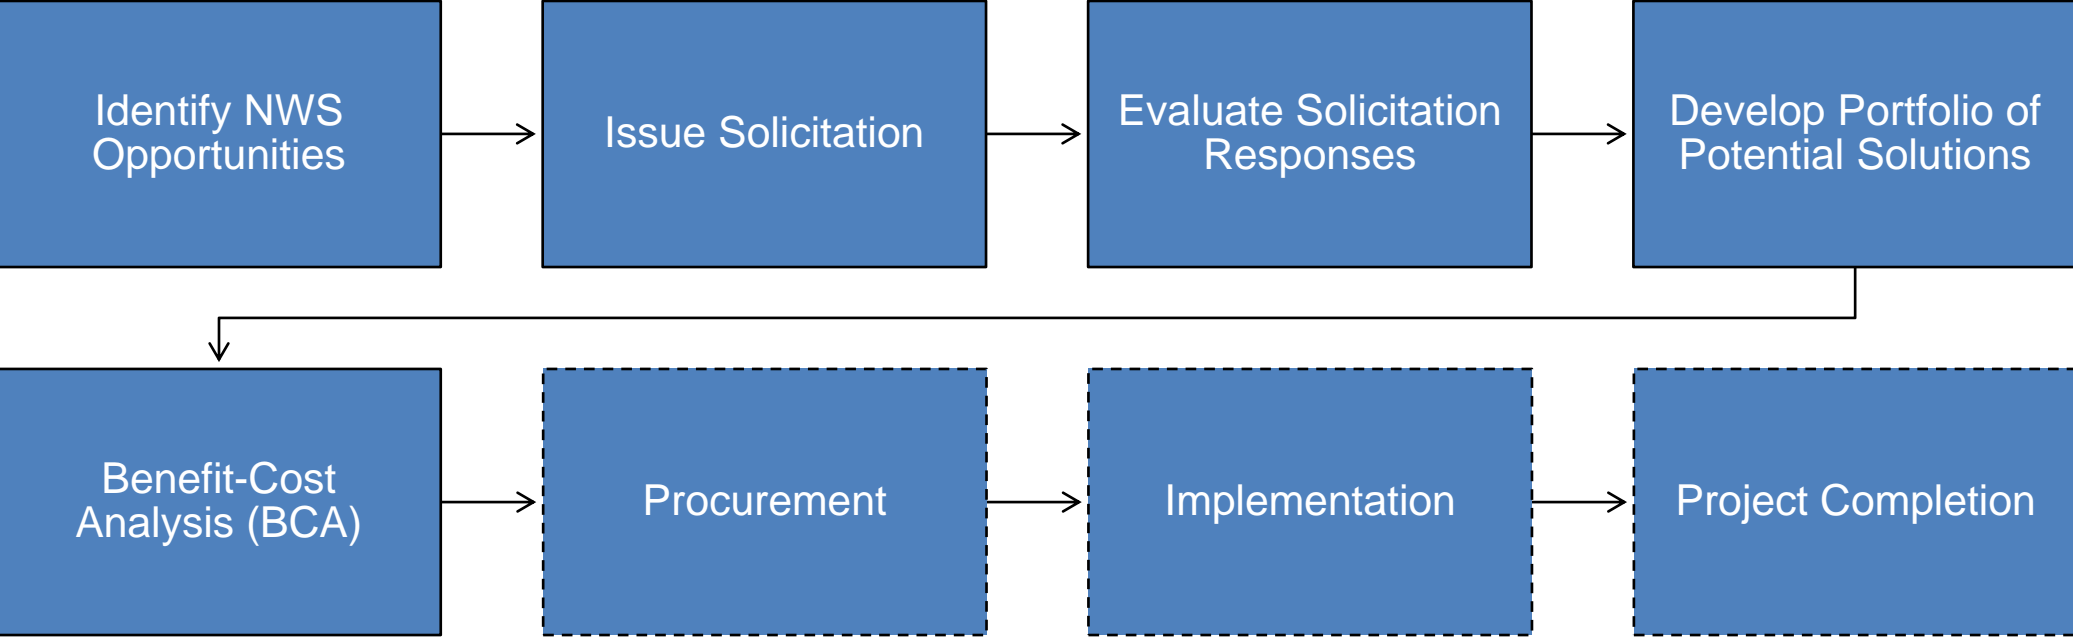 Identify NWS
Opportunities
Issue Solicitation
Evaluate Solicitation
Responses
Develop Portfolio of
Potential Solutions
Benefit-Cost
Analysis (BCA)
Procurement
Implementation
Project Completion